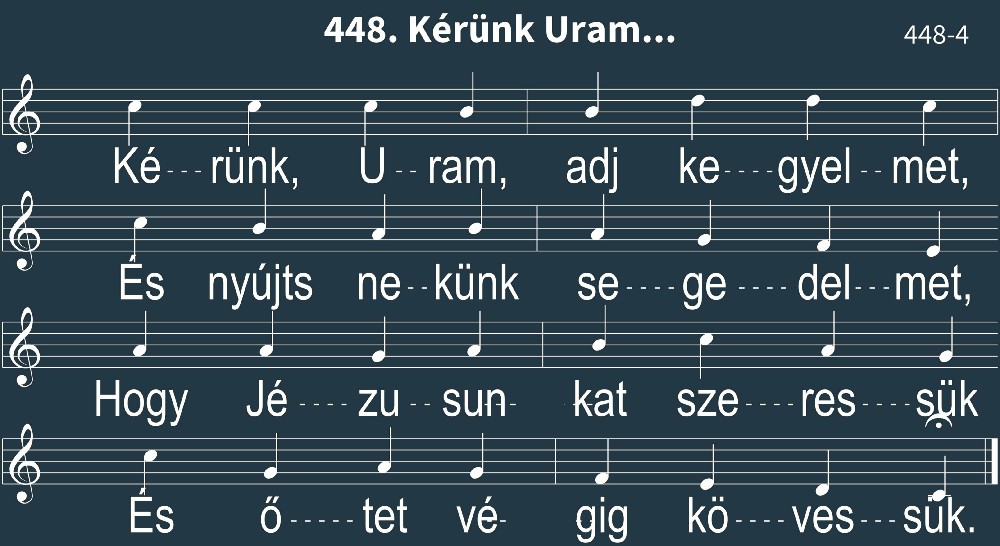 448. Kérünk Uram...
448-4
Ké---rünk, U--ram, adj ke----gyel--met,
És nyújts ne--künk se----ge----del---met,
Hogy Jé----zu--sun--kat sze----res---sük
És ő-----tet vé-gig kö----ves---sük.